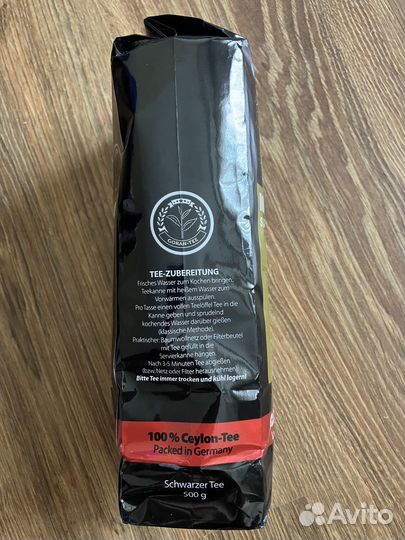 GORAN-TEE
TEE-ZUBEREITUNG
Frisches Wasser zum Kochen bringen.
Teekanne mit heißem Wasser zum
Vorwärmen ausspülen.
Pro Tasse einen vollen Teelöffel Tee in die
Kanne geben und sprudelnd
kochendes Wasser darüber gießen
(klassische Methode).
Praktischer: Baumwollnetz oder Filterbeutel
mit Tee gefüllt in die
Servierkanne hängen.
Nach 3-5 Minuten Tee abgießen
(bzw. Netz oder Filter herausnehmen)!
Bitte Tee immer trocken und kühl lagern!
100 % Ceylon-Tee
Packed in Germany
Schwarzer Tee
500 g
Avito